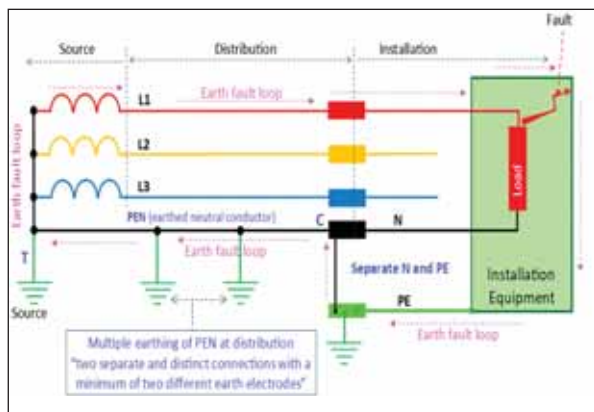 Fault
Source
Distribution
Installation
Earth fault loop
L1
Earth fault loop
L2
L3
Load
PEN (earthed neutral conductor)
C
N
T
Earth fault loop
Separate N and PE
Installation
Equipment
Source
PE
Multiple earthing of PEN at distribution
"two separate and distinct connections with a
minimum of two different earth electrodes"
Earth fault loop